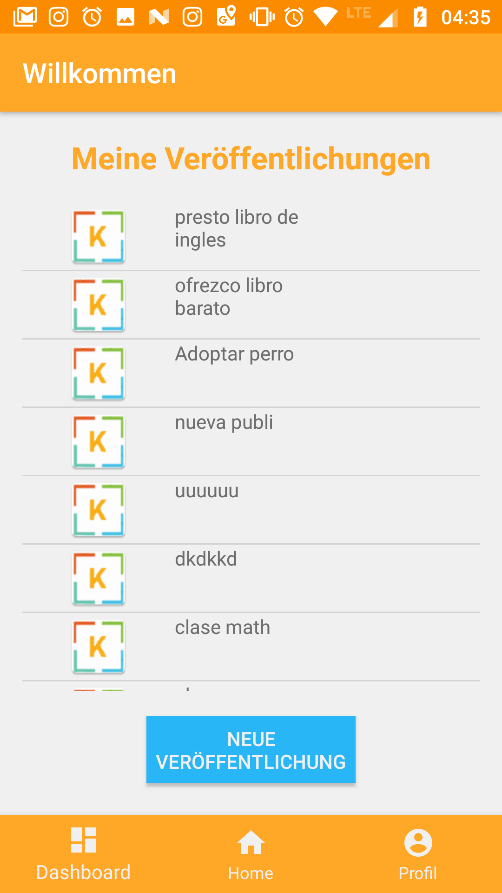 LTE 04:35
Willkommen
Meine Veröffentlichungen
K
presto libro de
ingles
K
ofrezco libro
barato
K
Adoptar perro
K
nueva publi
K
uuuuuu
K
dkdkkd
K
clase math
NEUE
VERÖFFENTLICHUNG
Dashboard
Home
Profil